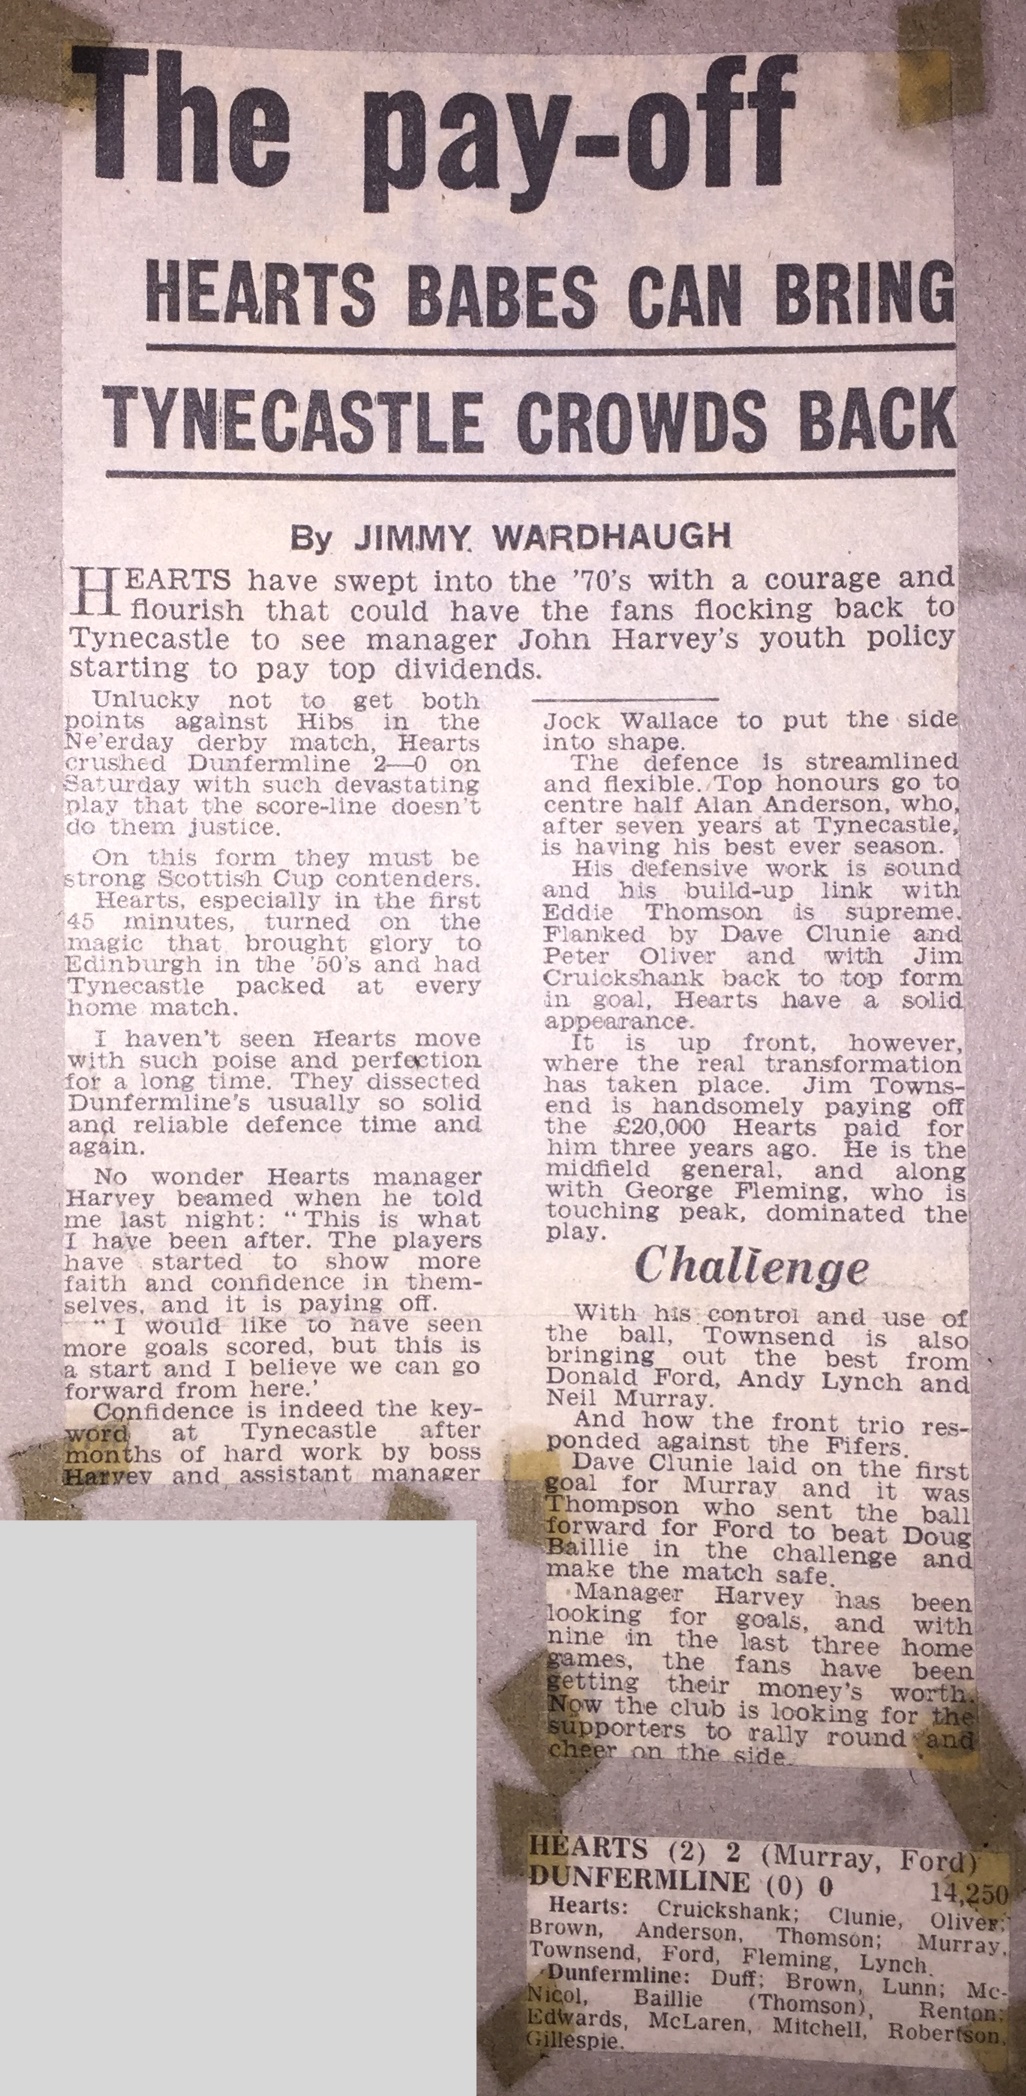 The pay-off
HEARTS BABES CAN BRING
TYNECASTLE CROWDS BACK
By JIMMY WARDHAUGH
HEARTS have swept into the '70's with a courage and
flourish that could have the fans flocking back to
Tynecastle to see manager John Harvey's youth policy
starting to pay top dividends.
Unlucky not to get both
points against Hibs in the
Ne'erday derby match, Hearts
crushed Dunfermline 2—0 on
Saturday with such devastating
play that the score-line doesn't
do them justice.
On this form they must be
strong Scottish Cup contenders.
Hearts, especially in the first
45 minutes, turned on the
magic that brought glory to
Edinburgh in the '50's and had
Tynecastle packed at every
home match.
I haven't seen Hearts move
with such poise and perfection
for a long time. They dissected
Dunfermline's usually so solid
and reliable defence time and
again.
No wonder Hearts manager
Harvey beamed when he told
me last night: "This is what
I have been after. The players
have started to show more
faith and confidence in them-
selves, and it is paying off.
"I would like to have seen
more goals scored, but this is
a start and I believe we can go
forward from here.'
Confidence is indeed the key-
word at Tynecastle after
months of hard work by boss
Harvey and assistant manager
Jock Wallace to put the side
into shape.
The defence is streamlined
and flexible. Top honours go to
centre half Alan Anderson, who,
after seven years at Tynecastle,
is having his best ever season.
His defensive work is sound
and his build-up link with
Eddie Thomson is supreme.
Flanked by Dave Clunie and
Peter Oliver and with Jim
Cruickshank back to top form
in goal, Hearts have a solid
appearance.
It is up front, however,
where the real transformation
has taken place. Jim Towns-
end is handsomely paying off
the £20,000 Hearts paid for
him three years ago. He is the
midfield general, and along
with George Fleming, who is
touching peak, dominated the
play.
Challenge
With his control and use of
the ball, Townsend is also
bringing out the best from
Donald Ford, Andy Lynch and
Neil Murray.
And how the front trio res-
ponded against the Fifers.
Dave Clunie laid on the first
goal for Murray and it was
Thompson who sent the ball
forward for Ford to beat Doug
Baillie in the challenge and
make the match safe.
Manager Harvey has been
looking for goals, and with
nine in the last three home
games, the fans have been
getting their money's worth.
Now the club is looking for the
supporters to rally round and
cheer on the side.
HEARTS (2) 2 (Murray, Ford)
DUNFERMLINE (0) 0 14,250
Hearts: Cruickshank; Clunie, Oliver;
Brown, Anderson, Thomson; Murray,
Townsend, Ford, Fleming, Lynch.
Dunfermline: Duff; Brown, Lunn; Mc-
Nicol, Baillie (Thomson), Renton;
Edwards, McLaren, Mitchell, Robertson,
Gillespie.